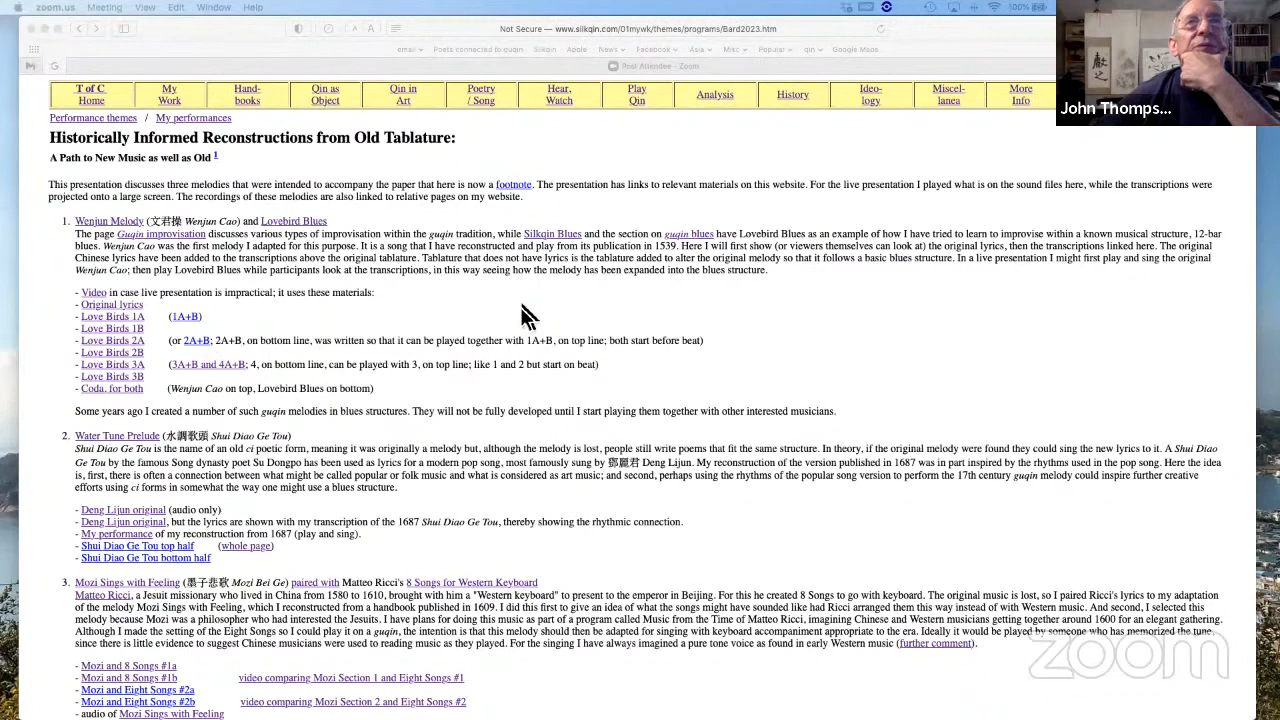 Safari File Edit View History Bookmarks Window Help
100%
Not Secure — www.silkqin.com/01mywk/themes/programs/Bard2023.htm
email Poets connected to guqin Silkqin Apple News Facebook Asia Misc Popular qin Google Maps
Post Attendee - Zoom
T of C Home
My Work
Hand-books
Qin as Object
Qin in Art
Poetry / Song
Hear, Watch
Play Qin
Analysis
History
Ideo-logy
Miscel-lanea
More Info
John Thomps...
Performance themes / My performances
Historically Informed Reconstructions from Old Tablature:
A Path to New Music as well as Old 1
This presentation discusses three melodies that were intended to accompany the paper that here is now a footnote. The presentation has links to relevant materials on this website. For the live presentation I played what is on the sound files here, while the transcriptions were
projected onto a large screen. The recordings of these melodies are also linked to relative pages on my website.
1. Wenjun Melody (文君操 Wenjun Cao) and Lovebird Blues
The page Guqin improvisation discusses various types of improvisation within the guqin tradition, while Silkqin Blues and the section on guqin blues have Lovebird Blues as an example of how I have tried to learn to improvise within a known musical structure, 12-bar
blues. Wenjun Cao was the first melody I adapted for this purpose. It is a song that I have reconstructed and play from its publication in 1539. Here I will first show (or viewers themselves can look at) the original lyrics, then the transcriptions linked here. The original
Chinese lyrics have been added to the transcriptions above the original tablature. Tablature that does not have lyrics is the tablature added to alter the original melody so that it follows a basic blues structure. In a live presentation I might first play and sing the original
Wenjun Cao; then play Lovebird Blues while participants look at the transcriptions, in this way seeing how the melody has been expanded into the blues structure.
- Video in case live presentation is impractical; it uses these materials:
- Original lyrics
- Love Birds 1A (1A+B)
- Love Birds 1B
- Love Birds 2A (or 2A+B; 2A+B, on bottom line, was written so that it can be played together with 1A+B, on top line; both start before beat)
- Love Birds 2B
- Love Birds 3A (3A+B and 4A+B; 4, on bottom line, can be played with 3, on top line; like 1 and 2 but start on beat)
- Love Birds 3B
- Coda. for both (Wenjun Cao on top, Lovebird Blues on bottom)
Some years ago I created a number of such guqin melodies in blues structures. They will not be fully developed until I start playing them together with other interested musicians.
2. Water Tune Prelude (水調歌頭 Shui Diao Ge Tou)
Shui Diao Ge Tou is the name of an old ci poetic form, meaning it was originally a melody but, although the melody is lost, people still write poems that fit the same structure. In theory, if the original melody were found they could sing the new lyrics to it. A Shui Diao
Ge Tou by the famous Song dynasty poet Su Dongpo has been used as lyrics for a modern pop song, most famously sung by 鄧麗君 Deng Lijun. My reconstruction of the version published in 1687 was in part inspired by the rhythms used in the pop song. Here the idea
is, first, there is often a connection between what might be called popular or folk music and what is considered as art music; and second, perhaps using the rhythms of the popular song version to perform the 17th century guqin melody could inspire further creative
efforts using ci forms in somewhat the way one might use a blues structure.
- Deng Lijun original (audio only)
- Deng Lijun original, but the lyrics are shown with my transcription of the 1687 Shui Diao Ge Tou, thereby showing the rhythmic connection.
- My performance of my reconstruction from 1687 (play and sing).
- Shui Diao Ge Tou top half (whole page)
- Shui Diao Ge Tou bottom half
3. Mozi Sings with Feeling (墨子悲歌 Mozi Bei Ge) paired with Matteo Ricci's 8 Songs for Western Keyboard
Matteo Ricci, a Jesuit missionary who lived in China from 1580 to 1610, brought with him a "Western keyboard" to present to the emperor in Beijing. For this he created 8 Songs to go with keyboard. The original music is lost, so I paired Ricci's lyrics to my adaptation
of the melody Mozi Sings with Feeling, which I reconstructed from a handbook published in 1609. I did this first to give an idea of what the songs might have sounded like had Ricci arranged them this way instead of with Western music. And second, I selected this
melody because Mozi was a philosopher who had interested the Jesuits. I have plans for doing this music as part of a program called Music from the Time of Matteo Ricci, imagining Chinese and Western musicians getting together around 1600 for an elegant gathering.
Although I made the setting of the Eight Songs so I could play it on a guqin, the intention is that this melody should then be adapted for singing with keyboard accompaniment appropriate to the era. Ideally it would be played by someone who has memorized the tune,
since there is little evidence to suggest Chinese musicians were used to reading music as they played. For the singing I have always imagined a pure tone voice as found in early Western music (further comment).
- Mozi and 8 Songs #1a
- Mozi and 8 Songs #1b video comparing Mozi Section 1 and Eight Songs #1
- Mozi and Eight Songs #2a
- Mozi and Eight Songs #2b video comparing Mozi Section 2 and Eight Songs #2
- audio of Mozi Sings with Feeling
zoom